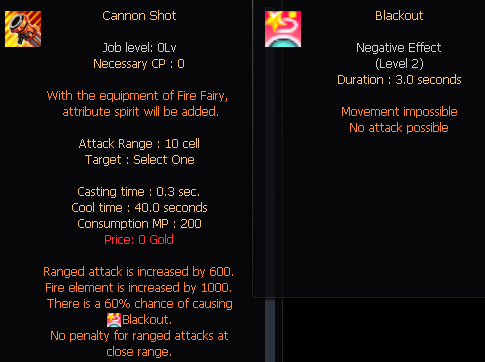 Cannon Shot
Job level: 0Lv
Necessary CP : 0
With the equipment of Fire Fairy,
attribute spirit will be added.
Attack Range : 10 cell
Target : Select One
Casting time : 0.3 sec.
Cool time : 40.0 seconds
Consumption MP : 200
Price: 0 Gold
Ranged attack is increased by 600.
Fire element is increased by 1000.
There is a 60% chance of causing
Blackout.
No penalty for ranged attacks at
close range.
Blackout
Negative Effect
(Level 2)
Duration : 3.0 seconds
Movement impossible
No attack possible